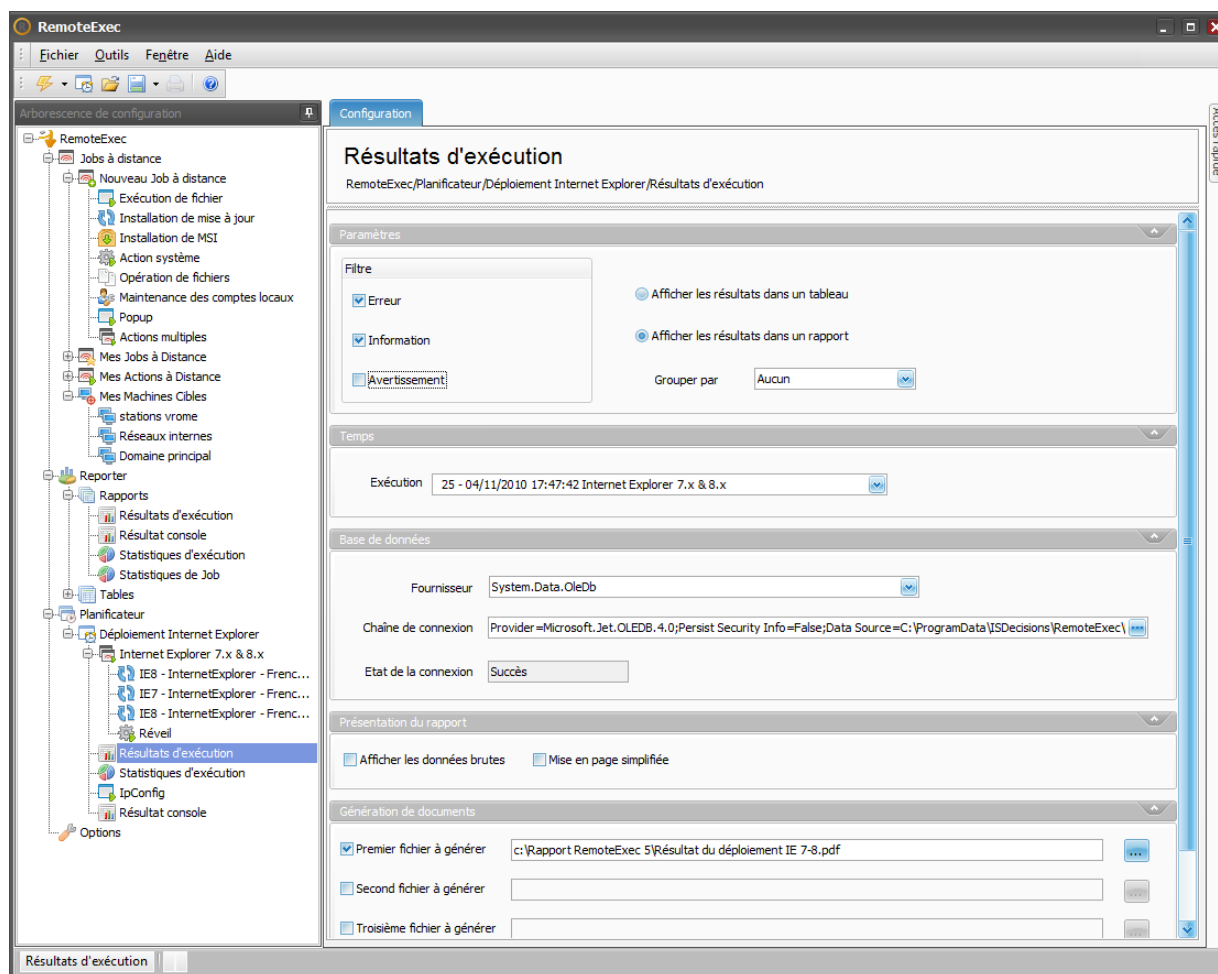 RemoteExec
Fichier Outils Fenêtre Aide
Arborescence de configuration
RemoteExec
Jobs à distance
Nouveau Job à distance
Exécution de fichier
Installation de mise à jour
Installation de MSI
Action système
Opération de fichiers
Maintenance des comptes locaux
Popup
Actions multiples
Mes Jobs à Distance
Mes Actions à Distance
Mes Machines Cibles
stations vrome
Réseaux internes
Domaine principal
Reporter
Rapports
Résultats d'exécution
Résultat console
Statistiques d'exécution
Statistiques de Job
Tables
Planificateur
Déploiement Internet Explorer
Internet Explorer 7.x & 8.x
IE8 - InternetExplorer - Frenc...
IE7 - InternetExplorer - Frenc...
IE8 - InternetExplorer - Frenc...
Réveil
Résultats d'exécution
Statistiques d'exécution
IpConfig
Résultat console
Options
Configuration
Résultats d'exécution
RemoteExec/Planificateur/Déploiement Internet Explorer/Résultats d'exécution
Paramètres
Filtre
Erreur
Information
Avertissement
Afficher les résultats dans un tableau
Afficher les résultats dans un rapport
Grouper par Aucun
Temps
Exécution 25 - 04/11/2010 17:47:42 Internet Explorer 7.x & 8.x
Base de données
Fournisseur System.Data.OleDb
Chaîne de connexion Provider=Microsoft.Jet.OLEDB.4.0;Persist Security Info=False;Data Source=C:\ProgramData\ISDecisions\RemoteExec\
Etat de la connexion Succès
Présentation du rapport
Afficher les données brutes Mise en page simplifiée
Génération de documents
Premier fichier à générer c:\Rapport RemoteExec 5\Résultat du déploiement IE 7-8.pdf
Second fichier à générer
Troisième fichier à générer
Accès rapide
Résultats d'exécution